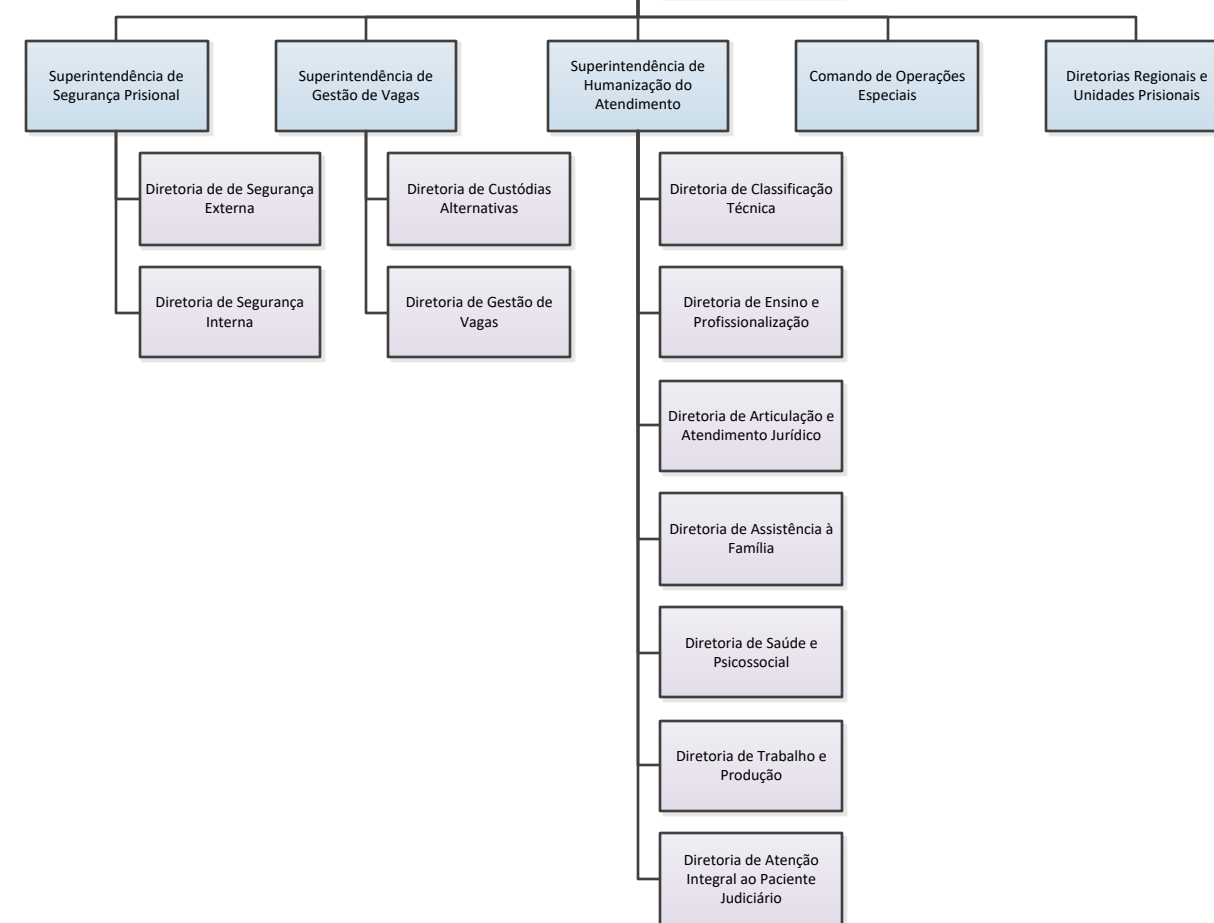 Superintendência de
Segurança Prisional
Superintendência de
Gestão de Vagas
Superintendência de
Humanização do
Atendimento
Comando de Operações
Especiais
Diretorias Regionais e
Unidades Prisionais
Diretoria de de Segurança
Externa
Diretoria de Custódias
Alternativas
Diretoria de Classificação
Técnica
Diretoria de Segurança
Interna
Diretoria de Gestão de
Vagas
Diretoria de Ensino e
Profissionalização
Diretoria de Articulação e
Atendimento Jurídico
Diretoria de Assistência à
Família
Diretoria de Saúde e
Psicossocial
Diretoria de Trabalho e
Produção
Diretoria de Atenção
Integral ao Paciente
Judiciário